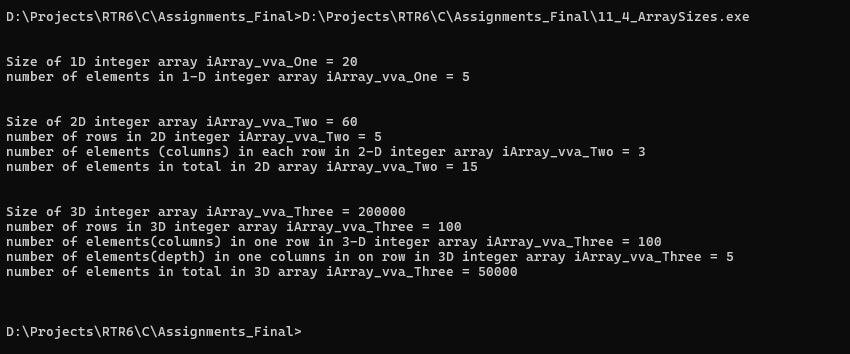 D:\Projects\RTR6\C\Assignments_Final>D:\Projects\RTR6\C\Assignments_Final\11_4_ArraySizes.exe
Size of 1D integer array iArray_vva_One = 20
number of elements in 1-D integer array iArray_vva_One = 5
Size of 2D integer array iArray_vva_Two = 60
number of rows in 2D integer iArray_vva_Two = 5
number of elements (columns) in each row in 2-D integer array iArray_vva_Two = 3
number of elements in total in 2D array iArray_vva_Two = 15
Size of 3D integer array iArray_vva_Three = 200000
number of rows in 3D integer array iArray_vva_Three = 100
number of elements(columns) in one row in 3-D integer array iArray_vva_Three = 100
number of elements(depth) in one columns in on row in 3D integer array iArray_vva_Three = 5
number of elements in total in 3D array iArray_vva_Three = 50000
D:\Projects\RTR6\C\Assignments_Final>